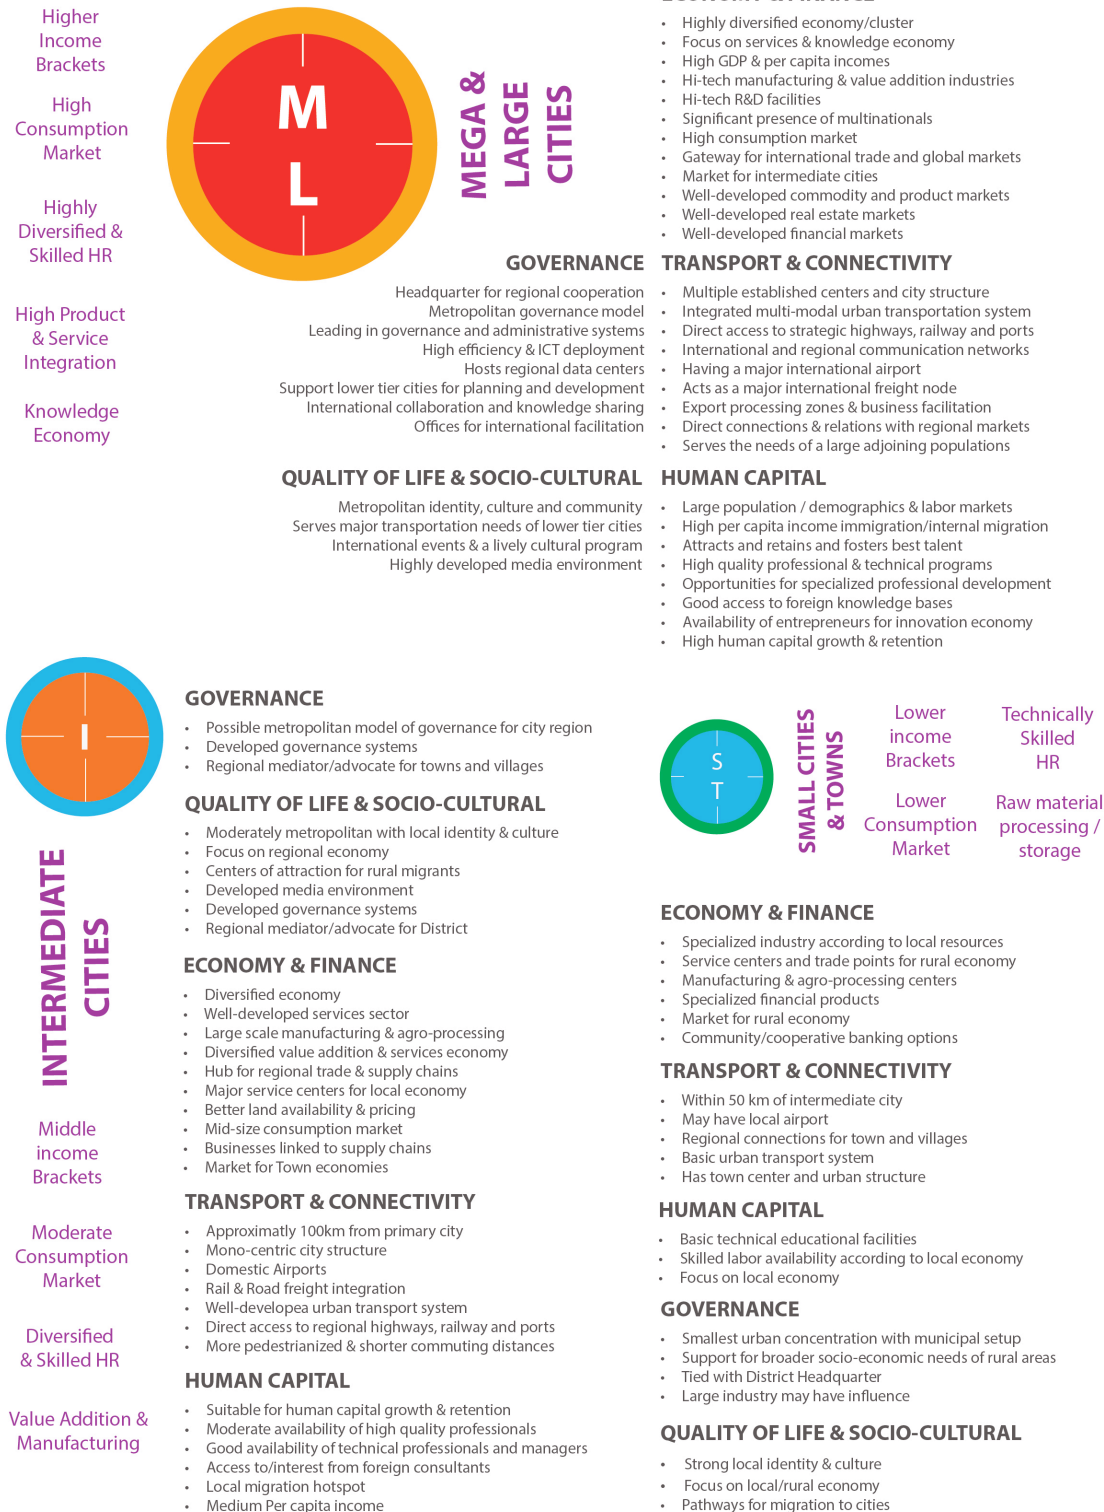 Higher
Income
Brackets
High
Consumption
Market
Highly
Diversified &
Skilled HR
High Product
& Service
Integration
Knowledge
Economy
M
L
MEGA &
LARGE
CITIES
ECONOMY & FINANCE
• Highly diversified economy/cluster
• Focus on services & knowledge economy
• High GDP & per capita incomes
• Hi-tech manufacturing & value addition industries
• Hi-tech R&D facilities
• Significant presence of multinationals
• High consumption market
• Gateway for international trade and global markets
• Market for intermediate cities
• Well-developed commodity and product markets
• Well-developed real estate markets
• Well-developed financial markets
GOVERNANCE
Headquarter for regional cooperation
Metropolitan governance model
Leading in governance and administrative systems
High efficiency & ICT deployment
Hosts regional data centers
Support lower tier cities for planning and development
International collaboration and knowledge sharing
Offices for international facilitation
TRANSPORT & CONNECTIVITY
• Multiple established centers and city structure
• Integrated multi-modal urban transportation system
• Direct access to strategic highways, railway and ports
• International and regional communication networks
• Having a major international airport
• Acts as a major international freight node
• Export processing zones & business facilitation
• Direct connections & relations with regional markets
• Serves the needs of a large adjoining populations
QUALITY OF LIFE & SOCIO-CULTURAL
Metropolitan identity, culture and community
Serves major transportation needs of lower tier cities
International events & a lively cultural program
Highly developed media environment
HUMAN CAPITAL
• Large population / demographics & labor markets
• High per capita income immigration/internal migration
• Attracts and retains and fosters best talent
• High quality professional & technical programs
• Opportunities for specialized professional development
• Good access to foreign knowledge bases
• Availability of entrepreneurs for innovation economy
• High human capital growth & retention
I
INTERMEDIATE
CITIES
Middle
income
Brackets
Moderate
Consumption
Market
Diversified
& Skilled HR
Value Addition &
Manufacturing
GOVERNANCE
• Possible metropolitan model of governance for city region
• Developed governance systems
• Regional mediator/advocate for towns and villages
QUALITY OF LIFE & SOCIO-CULTURAL
• Moderately metropolitan with local identity & culture
• Focus on regional economy
• Centers of attraction for rural migrants
• Developed media environment
• Developed governance systems
• Regional mediator/advocate for District
ECONOMY & FINANCE
• Diversified economy
• Well-developed services sector
• Large scale manufacturing & agro-processing
• Diversified value addition & services economy
• Hub for regional trade & supply chains
• Major service centers for local economy
• Better land availability & pricing
• Mid-size consumption market
• Businesses linked to supply chains
• Market for Town economies
TRANSPORT & CONNECTIVITY
• Approximatly 100km from primary city
• Mono-centric city structure
• Domestic Airports
• Rail & Road freight integration
• Well-developea urban transport system
• Direct access to regional highways, railway and ports
• More pedestrianized & shorter commuting distances
HUMAN CAPITAL
• Suitable for human capital growth & retention
• Moderate availability of high quality professionals
• Good availability of technical professionals and managers
• Access to/interest from foreign consultants
• Local migration hotspot
• Medium Per capita income
S
T
SMALL CITIES
& TOWNS
Lower
income
Brackets
Technically
Skilled
HR
Lower
Consumption
Market
Raw material
processing /
storage
ECONOMY & FINANCE
• Specialized industry according to local resources
• Service centers and trade points for rural economy
• Manufacturing & agro-processing centers
• Specialized financial products
• Market for rural economy
• Community/cooperative banking options
TRANSPORT & CONNECTIVITY
• Within 50 km of intermediate city
• May have local airport
• Regional connections for town and villages
• Basic urban transport system
• Has town center and urban structure
HUMAN CAPITAL
• Basic technical educational facilities
• Skilled labor availability according to local economy
• Focus on local economy
GOVERNANCE
• Smallest urban concentration with municipal setup
• Support for broader socio-economic needs of rural areas
• Tied with District Headquarter
• Large industry may have influence
QUALITY OF LIFE & SOCIO-CULTURAL
• Strong local identity & culture
• Focus on local/rural economy
• Pathways for migration to cities